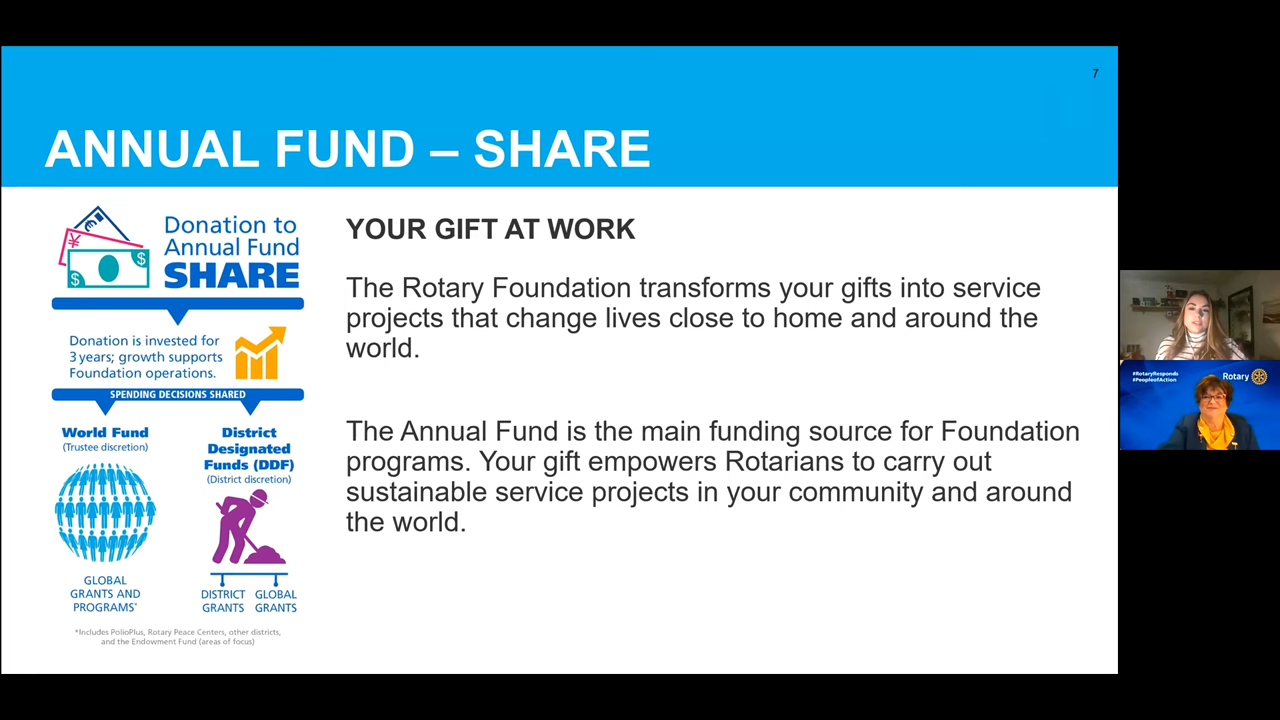 7
ANNUAL FUND – SHARE
Donation to
Annual Fund
SHARE
Donation is invested for
3 years; growth supports
Foundation operations.
SPENDING DECISIONS SHARED
World Fund
(Trustee discretion)
GLOBAL
GRANTS AND
PROGRAMS*
District
Designated
Funds (DDF)
(District discretion)
DISTRICT
GRANTS
GLOBAL
GRANTS
*Includes PolioPlus, Rotary Peace Centers, other districts,
and the Endowment Fund (areas of focus)
YOUR GIFT AT WORK
The Rotary Foundation transforms your gifts into service
projects that change lives close to home and around the
world.
The Annual Fund is the main funding source for Foundation
programs. Your gift empowers Rotarians to carry out
sustainable service projects in your community and around
the world.
#RotaryResponds
#PeopleofAction
Rotary